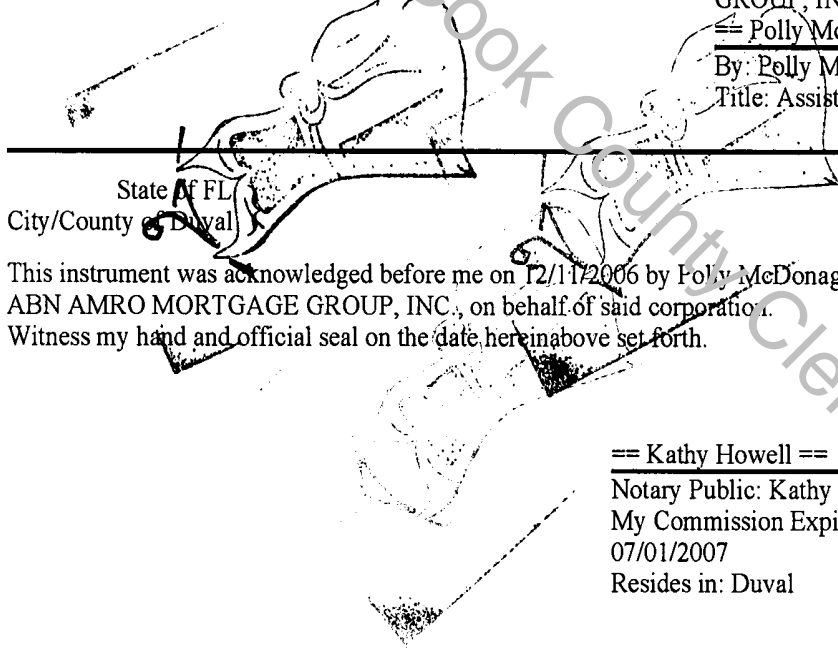 GROUP, IN
== Polly Mc
By: Polly M
Title: Assist
State of FL
City/County of Duval
This instrument was acknowledged before me on 12/11/2006 by Polly McDonag
ABN AMRO MORTGAGE GROUP, INC., on behalf of said corporation.
Witness my hand and official seal on the date hereinabove set forth.
== Kathy Howell ==
Notary Public: Kathy
My Commission Expi
07/01/2007
Resides in: Duval
Cook County Cler